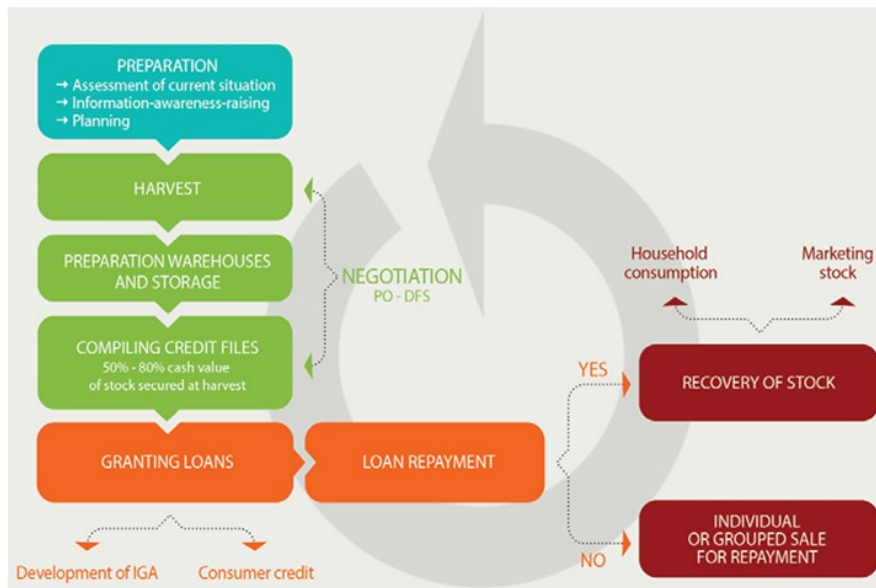 PREPARATION
→ Assessment of current situation
→ Information-awareness-raising
→ Planning
HARVEST
PREPARATION WAREHOUSES
AND STORAGE
NEGOTIATION
PO - DFS
COMPILING CREDIT FILES
50% - 80% cash value
of stock secured at harvest
GRANTING LOANS
LOAN REPAYMENT
Development of IGA
Consumer credit
YES
NO
Household
consumption
Marketing
stock
RECOVERY OF STOCK
INDIVIDUAL
OR GROUPED SALE
FOR REPAYMENT